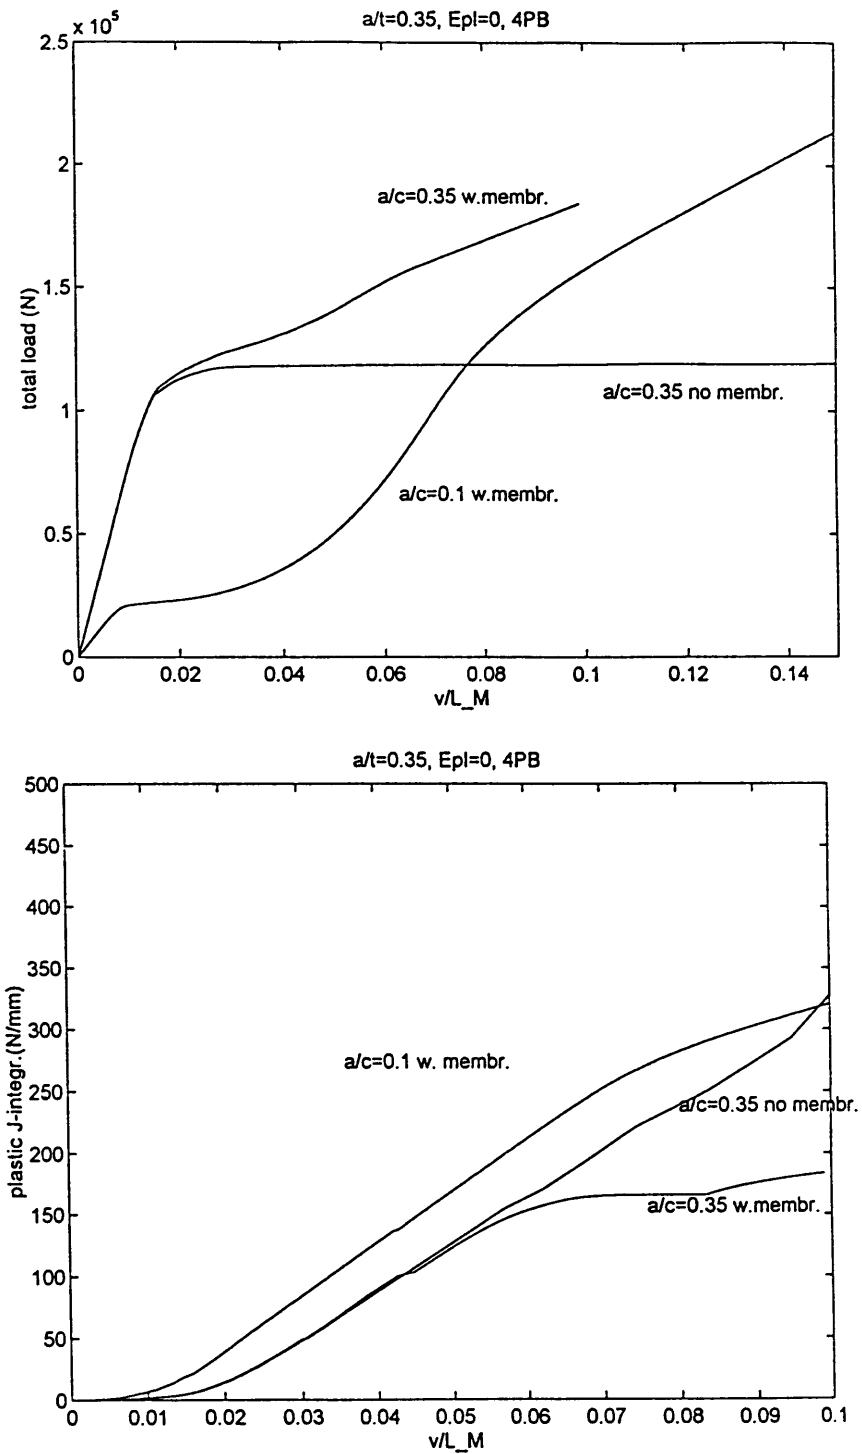 a/t=0.35, Epl=0, 4PB
x 10^5
2.5
2
1.5
1
0.5
0
total load (N)
a/c=0.35 w.membr.
a/c=0.35 no membr.
a/c=0.1 w.membr.
0 0.02 0.04 0.06 0.08 0.1 0.12 0.14
v/L_M
a/t=0.35, Epl=0, 4PB
500
450
400
350
300
250
200
150
100
50
0
plastic J-integr.(N/mm)
a/c=0.1 w. membr.
a/c=0.35 no membr.
a/c=0.35 w.membr.
0 0.01 0.02 0.03 0.04 0.05 0.06 0.07 0.08 0.09 0.1
v/L_M